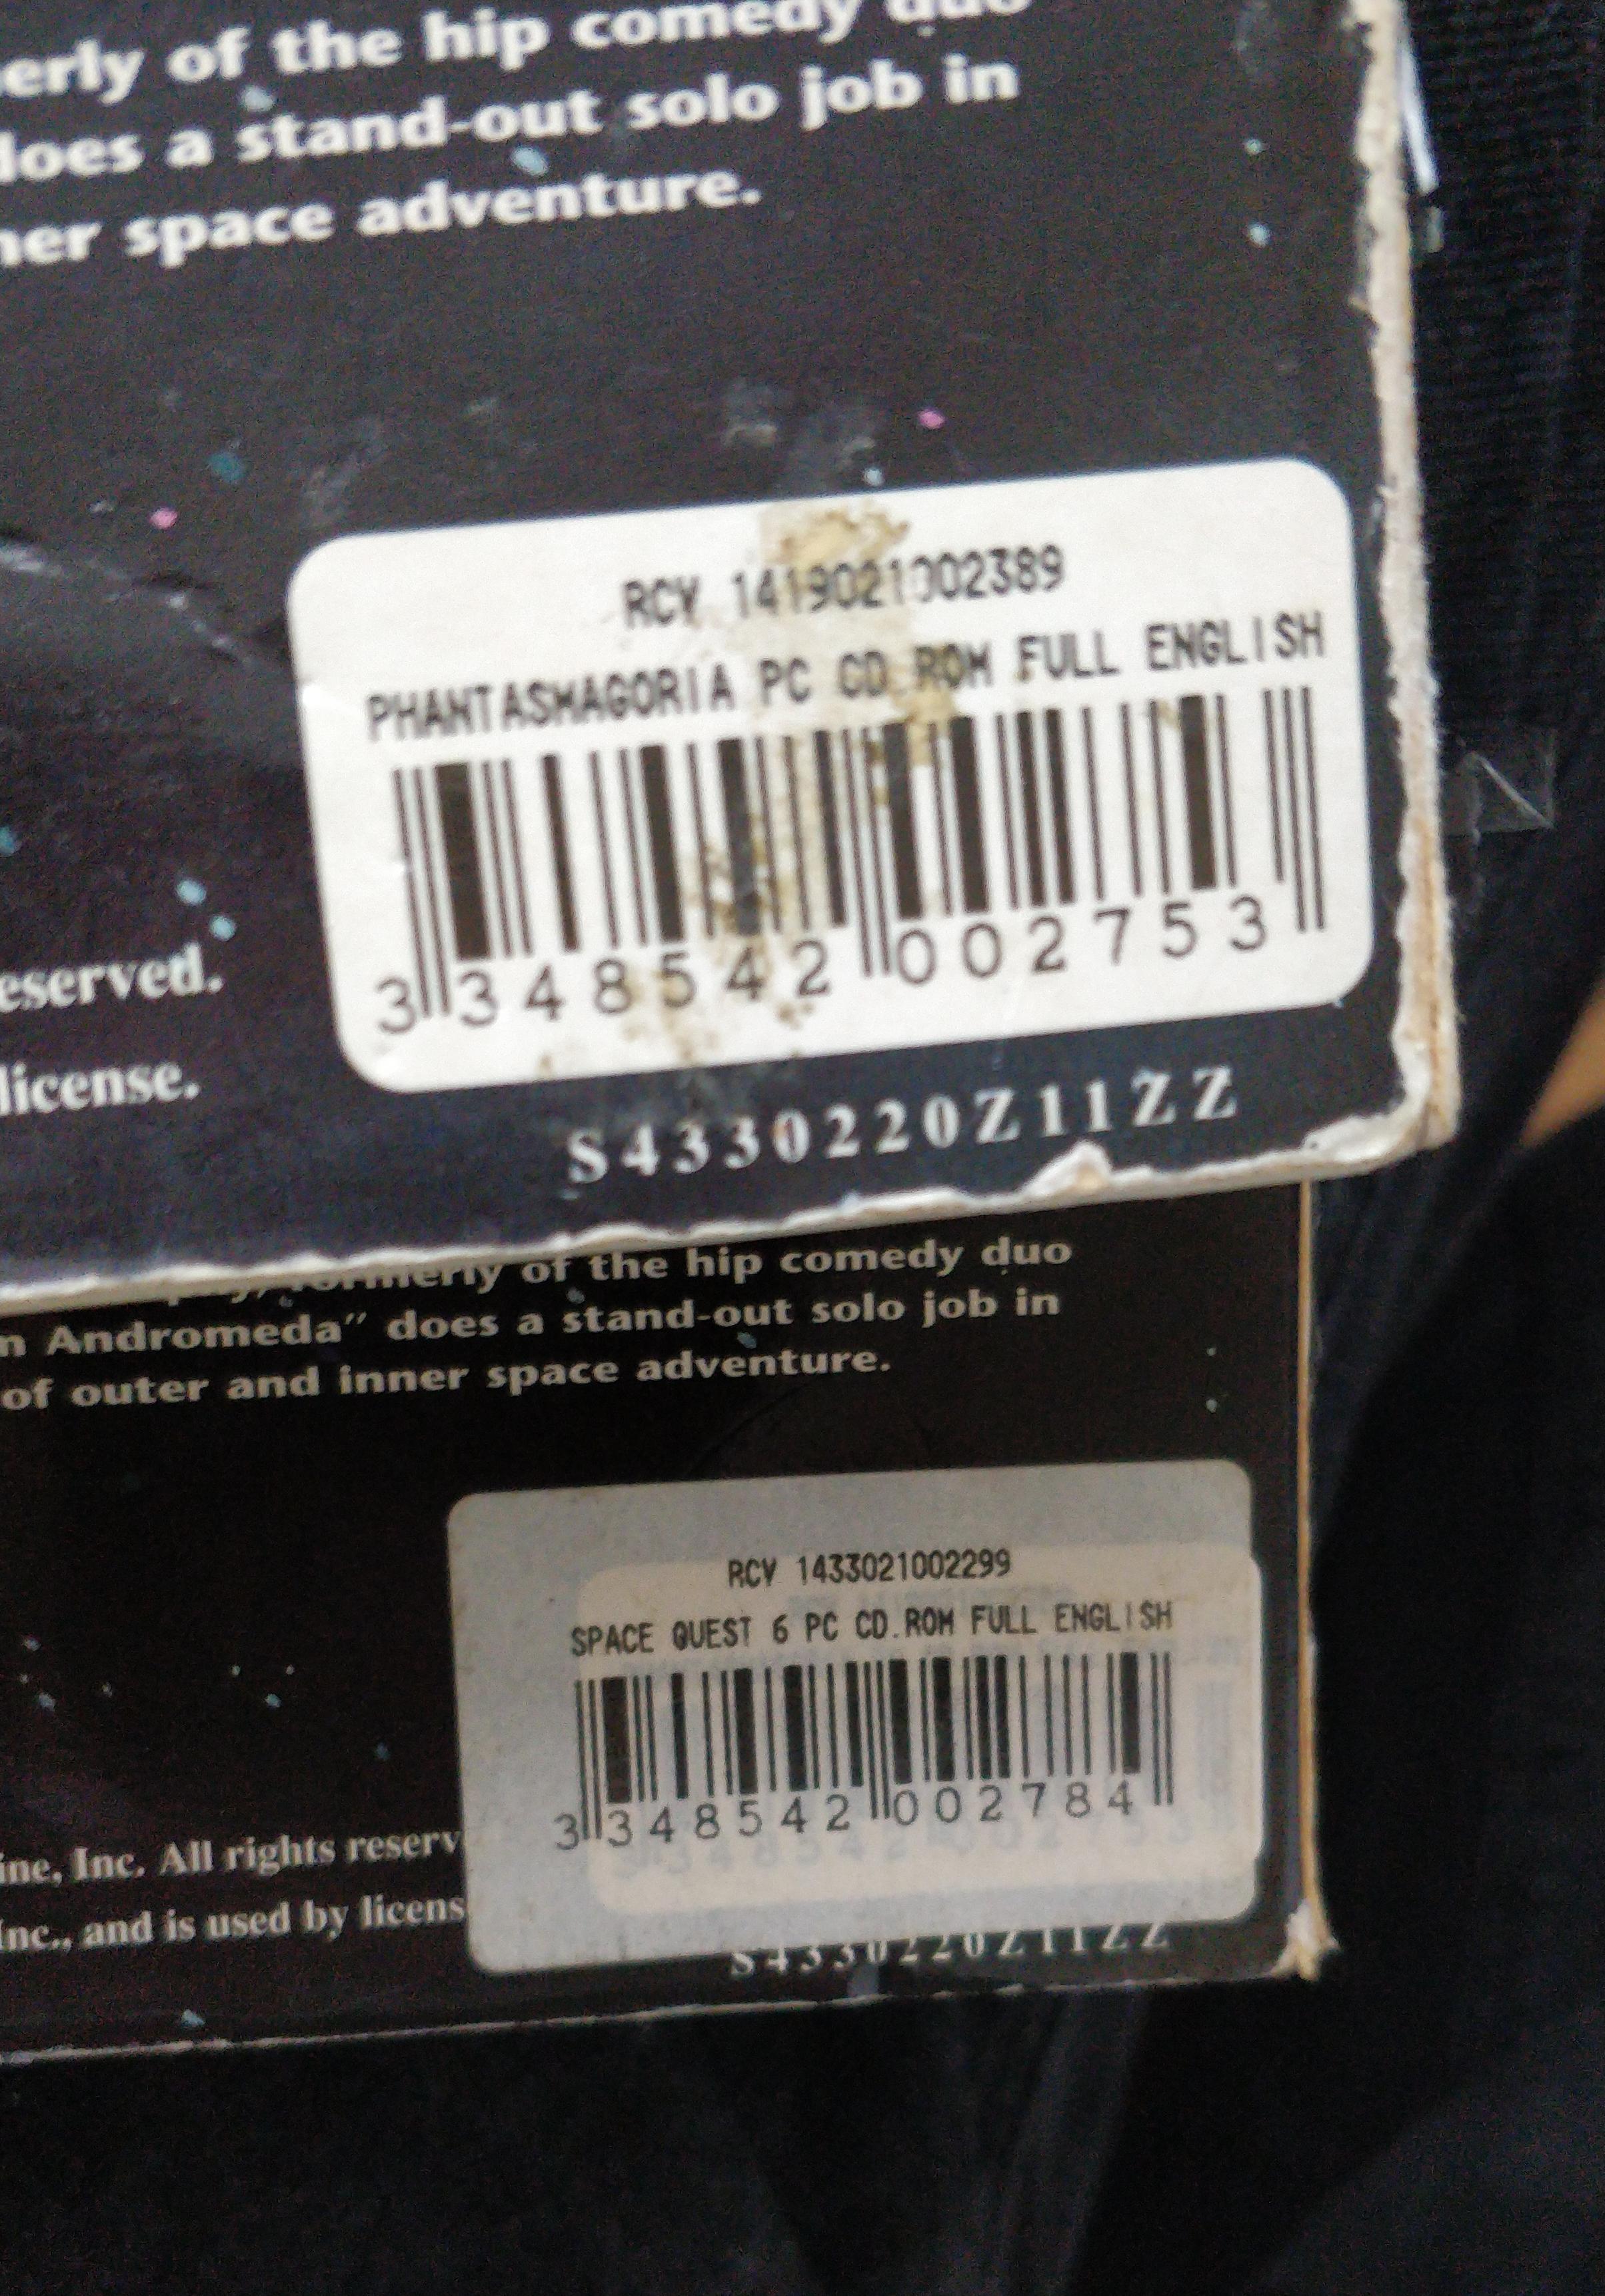 erly of the hip comedy duo
does a stand-out solo job in
ner space adventure.
RCV 1419021002389
PHANTASMAGORIA PC CD.ROM FULL ENGLISH
3 348542 002753
eserved.
license.
S4330220Z11ZZ
formerly of the hip comedy duo
n Andromeda” does a stand-out solo job in
of outer and inner space adventure.
RCV 1433021002299
SPACE QUEST 6 PC CD.ROM FULL ENGLISH
3 348542 002784
ine, Inc. All rights reserv
Inc., and is used by licens
S4330220Z11ZZ